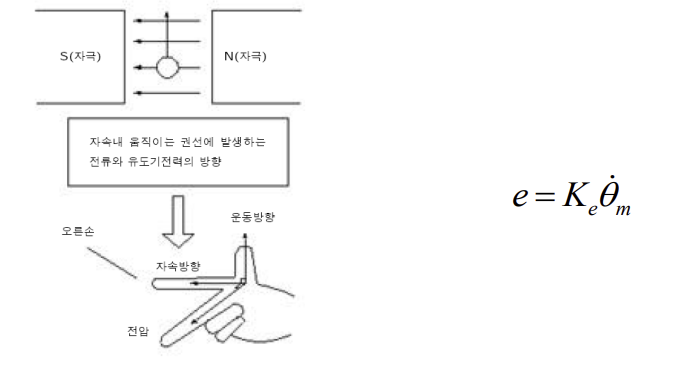 S(자극)
N(자극)
자속내 움직이는 권선에 발생하는
전류와 유도기전력의 방향
운동방향
오른손
자속방향
전압
e = K_e θ̇_m